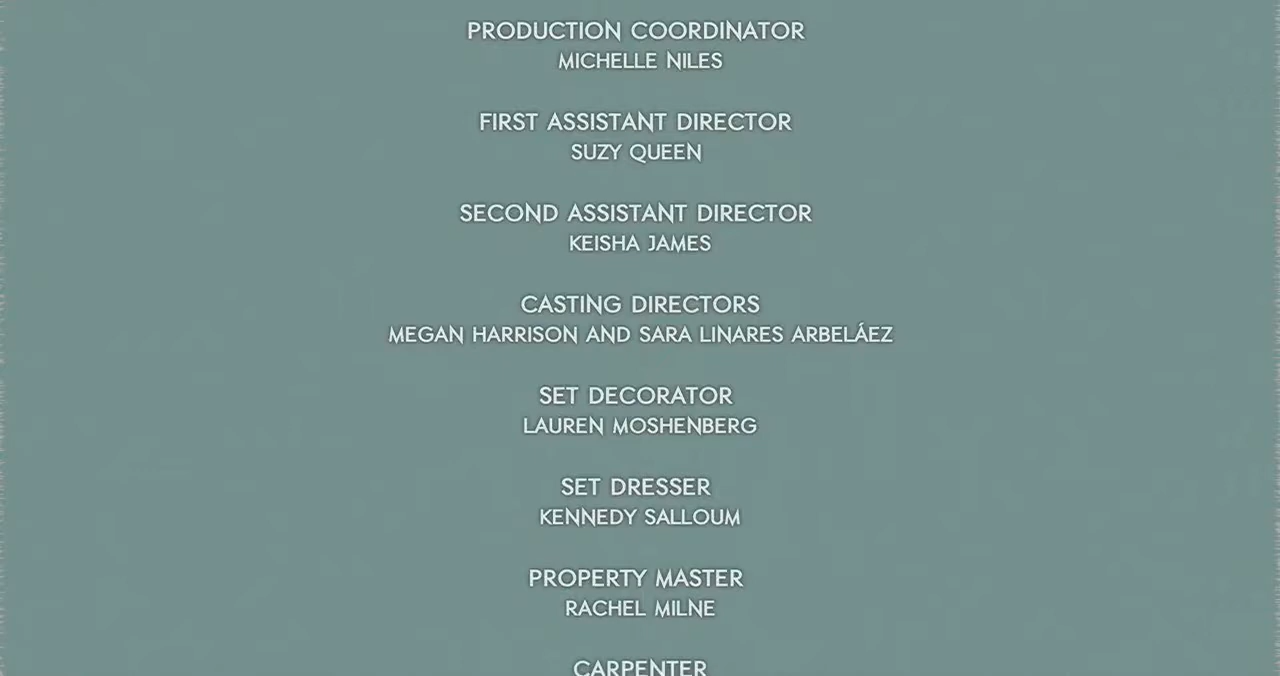 PRODUCTION COORDINATOR
MICHELLE NILES
FIRST ASSISTANT DIRECTOR
SUZY QUEEN
SECOND ASSISTANT DIRECTOR
KEISHA JAMES
CASTING DIRECTORS
MEGAN HARRISON AND SARA LINARES ARBELÁEZ
SET DECORATOR
LAUREN MOSHENBERG
SET DRESSER
KENNEDY SALLOUM
PROPERTY MASTER
RACHEL MILNE
CARPENTER